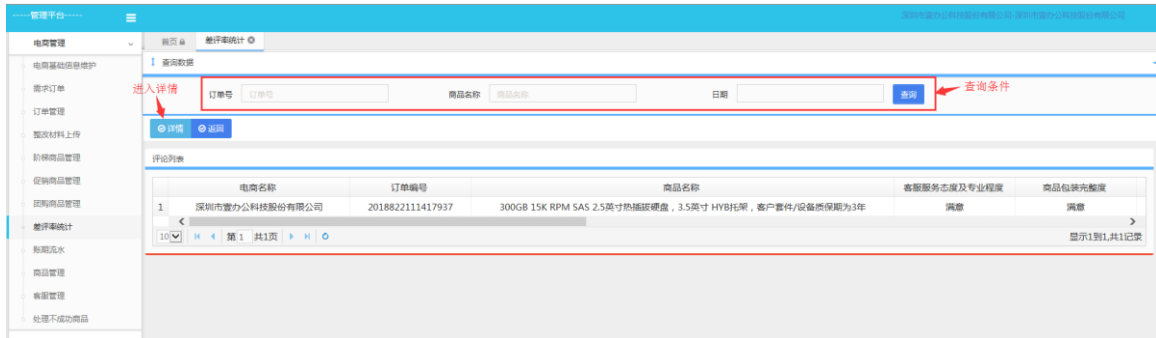 -----管理平台-----
深圳市壹办公科技股份有限公司-深圳市壹办公科技股份有限公司
电商管理
首页 差评率统计
电商基础信息维护
查询数据
需求订单
进入详情
订单号 订单号 商品名称 商品名称 日期 查询
查询条件
订单管理
详情 返回
整改材料上传
阶梯商品管理
评论列表
促销商品管理
电商名称 订单编号 商品名称 客服服务态度及专业程度 商品包装完整度
团购商品管理
1 深圳市壹办公科技股份有限公司 2018822111417937 300GB 15K RPM SAS 2.5英寸热插拔硬盘，3.5英寸 HYB托架，客户套件/设备质保期为3年 满意 满意
差评率统计
10 第 1 共1页 显示1到1,共1记录
账期流水
商品管理
客服管理
处理不成功商品